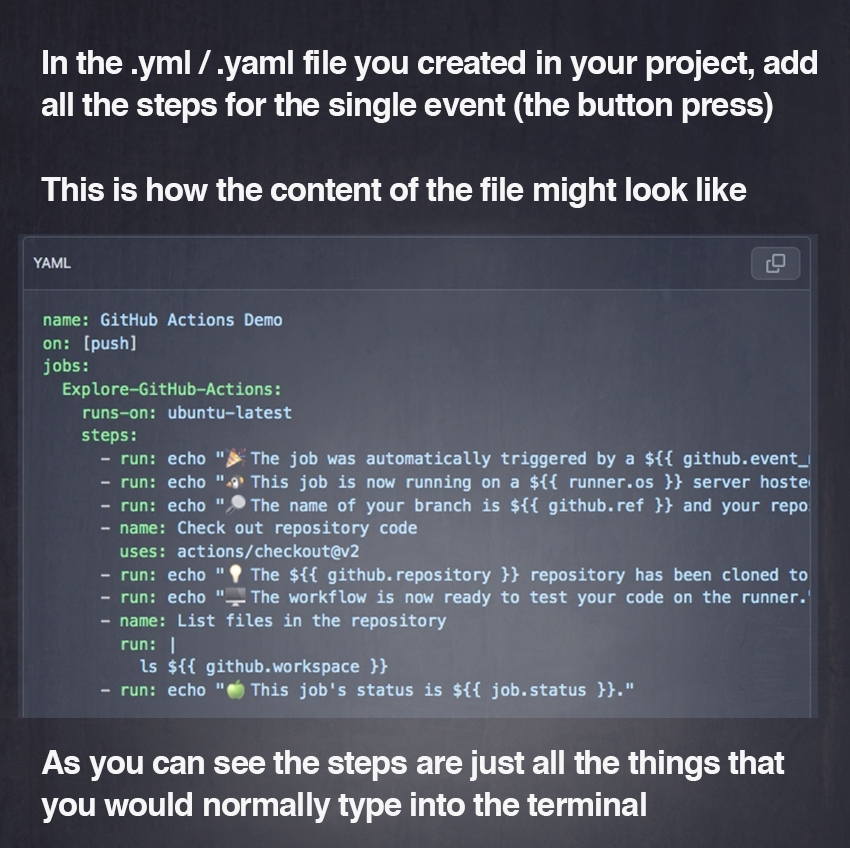 In the .yml / .yaml file you created in your project, add
all the steps for the single event (the button press)
This is how the content of the file might look like
YAML
name: GitHub Actions Demo
on: [push]
jobs:
  Explore-GitHub-Actions:
    runs-on: ubuntu-latest
    steps:
      - run: echo "🎉 The job was automatically triggered by a ${{ github.event_
      - run: echo "🐧 This job is now running on a ${{ runner.os }} server hoste
      - run: echo "🔎 The name of your branch is ${{ github.ref }} and your repo
      - name: Check out repository code
        uses: actions/checkout@v2
      - run: echo "💡 The ${{ github.repository }} repository has been cloned to
      - run: echo "🖥️ The workflow is now ready to test your code on the runner.
      - name: List files in the repository
        run: |
          ls ${{ github.workspace }}
      - run: echo "🍏 This job's status is ${{ job.status }}."
As you can see the steps are just all the things that
you would normally type into the terminal